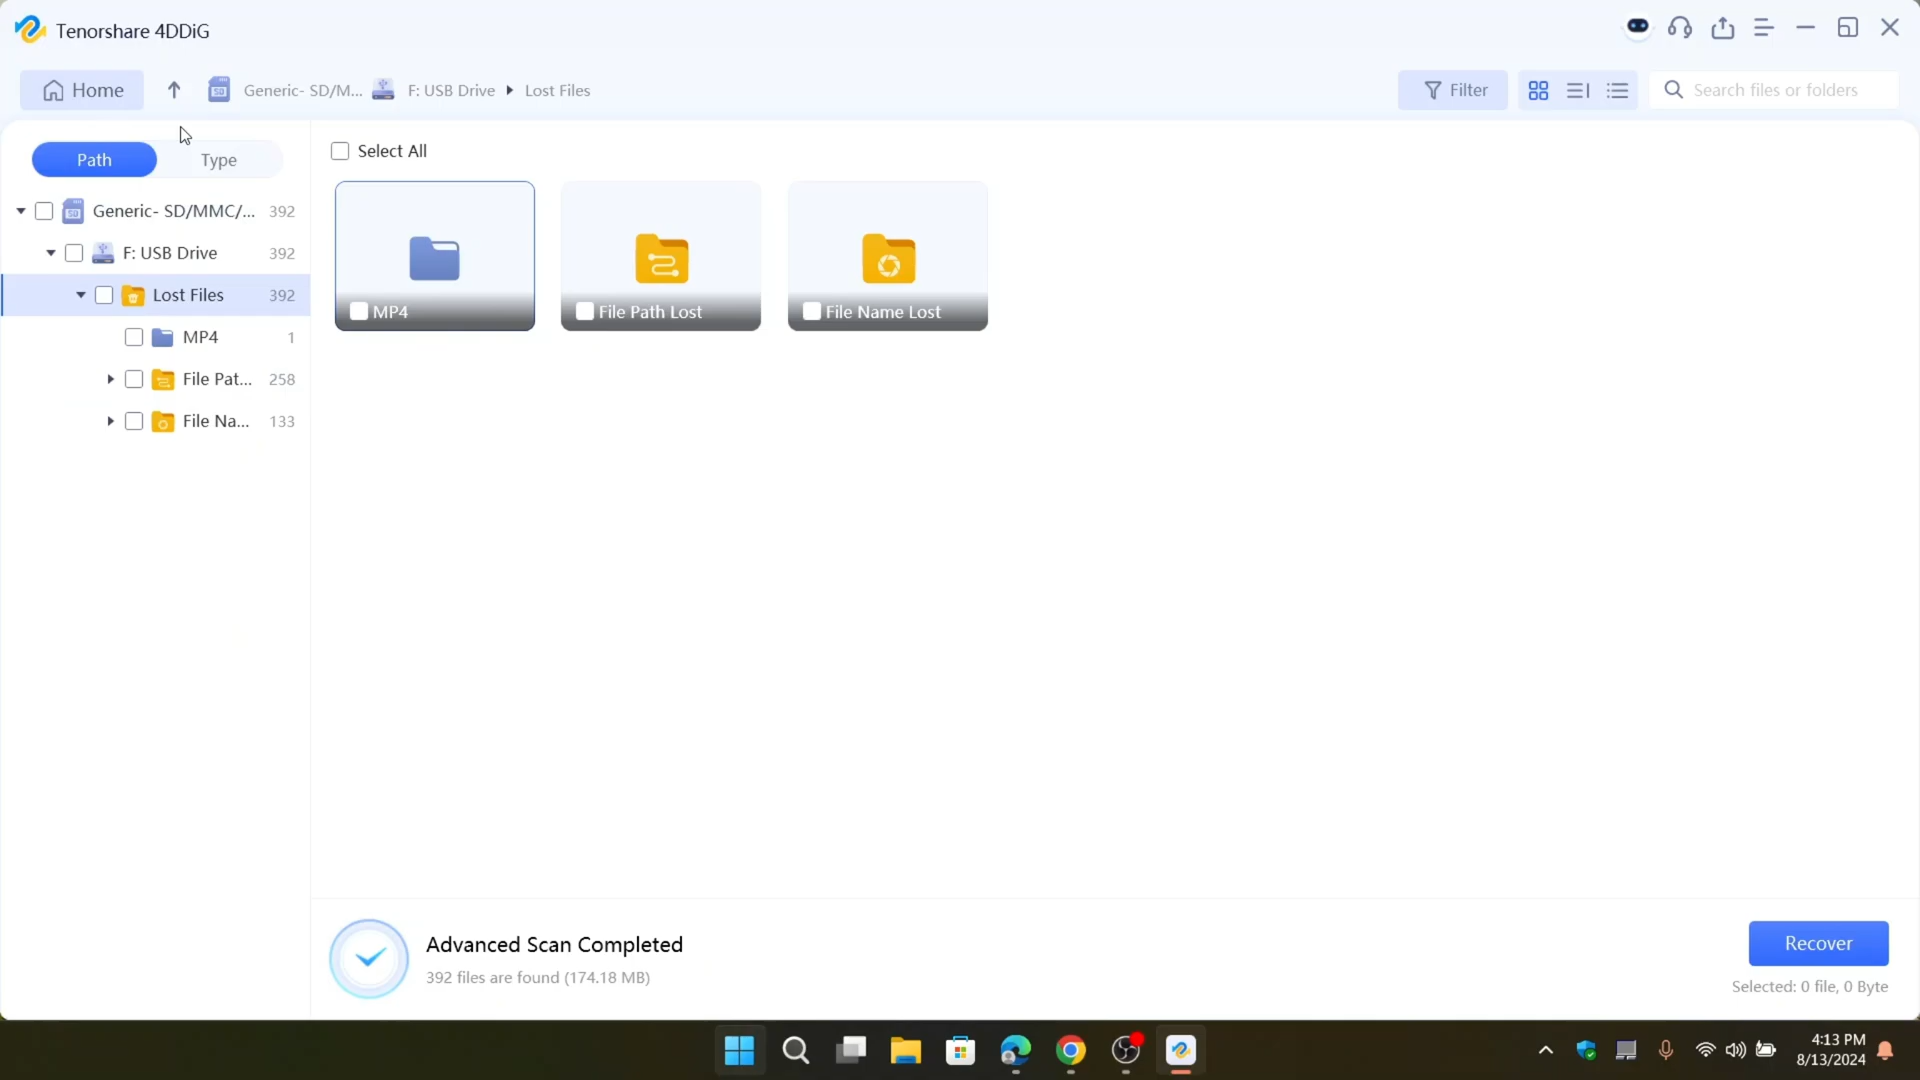 Tenorshare 4DDiG
Home
Generic- SD/M...
F: USB Drive
Lost Files
Filter
Search files or folders
Path
Type
Select All
Generic- SD/MMC/... 392
F: USB Drive 392
Lost Files 392
MP4 1
File Pat... 258
File Na... 133
MP4
File Path Lost
File Name Lost
Advanced Scan Completed
392 files are found (174.18 MB)
Recover
Selected: 0 file, 0 Byte
4:13 PM
8/13/2024